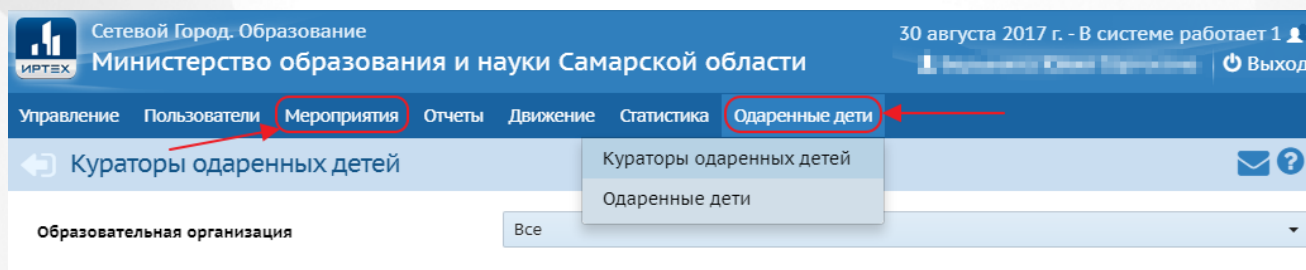 Сетевой Город. Образование
30 августа 2017 г. - В системе работает 1
ИРТЕХ
Министерство образования и науки Самарской области
Выход
Управление Пользователи Мероприятия Отчеты Движение Статистика Одаренные дети
Кураторы одаренных детей
Кураторы одаренных детей
Одаренные дети
Образовательная организация
Все